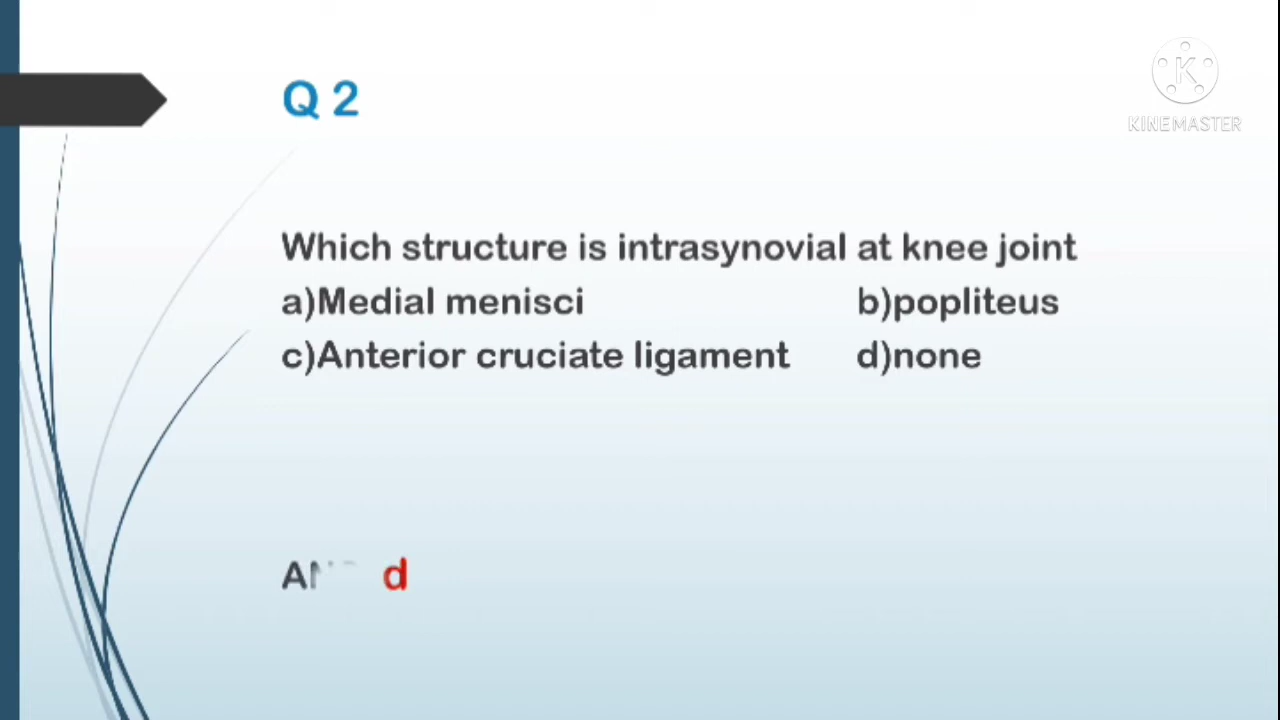 Q 2
KINEMASTER
Which structure is intrasynovial at knee joint
a)Medial menisci b)popliteus
c)Anterior cruciate ligament d)none
d